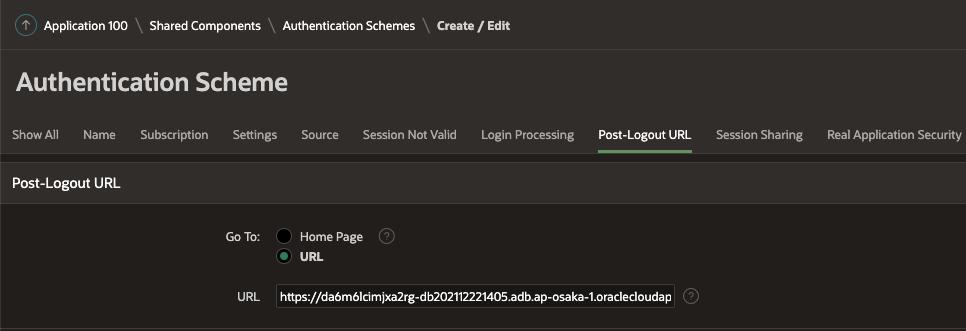 Application 100 \ Shared Components \ Authentication Schemes \ Create / Edit
Authentication Scheme
Show All Name Subscription Settings Source Session Not Valid Login Processing Post-Logout URL Session Sharing Real Application Security
Post-Logout URL
Go To: Home Page ?
URL
URL https://da6m6lcimjxa2rg-db202112221405.adb.ap-osaka-1.oraclecloudap ?